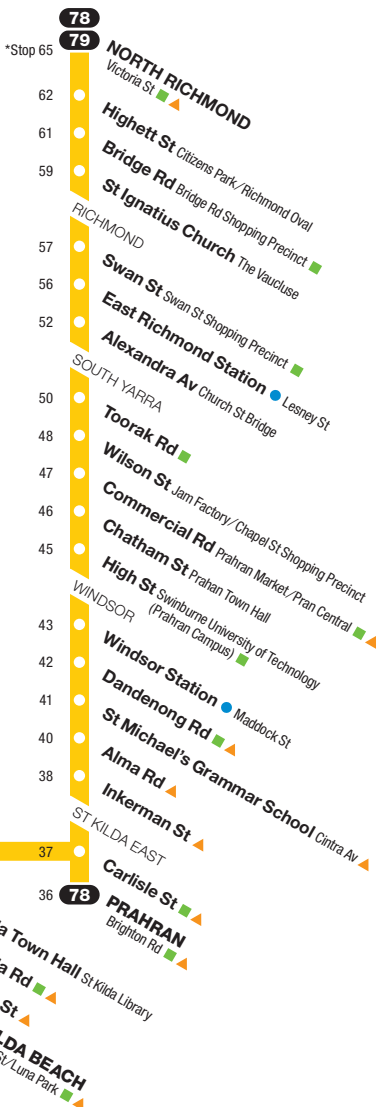 78
79
*Stop 65
NORTH RICHMOND
Victoria St
62
Highett St Citizens Park/Richmond Oval
61
Bridge Rd Bridge Rd Shopping Precinct
59
St Ignatius Church The Vaucluse
RICHMOND
57
Swan St Swan St Shopping Precinct
56
East Richmond Station Lesney St
52
Alexandra Av Church St Bridge
SOUTH YARRA
50
Toorak Rd
48
Wilson St Jam Factory/Chapel St Shopping Precinct
47
Commercial Rd Prahran Market/Pran Central
46
Chatham St Prahan Town Hall
45
High St Swinburne University of Technology
(Prahran Campus)
WINDSOR
43
Windsor Station Maddock St
42
Dandenong Rd
41
St Michael's Grammar School Cintra Av
40
Alma Rd
38
Inkerman St
ST KILDA EAST
37
Carlisle St
36
78
PRAHRAN
Brighton Rd
a Town Hall St Kilda Library
a Rd
St
LDA BEACH
St/Luna Park